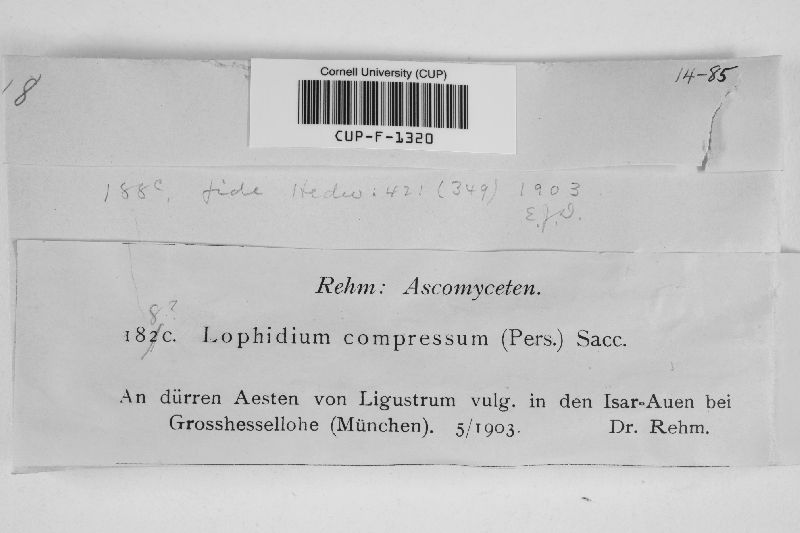 18
Cornell University (CUP)
14-85
CUP-F-1320
188c. fide Hedw: 42: (349) 1903
E.J.D.
Rehm: Ascomyceten.
8?
182c. Lophidium compressum (Pers.) Sacc.
An dürren Aesten von Ligustrum vulg. in den Isar-Auen bei
Grosshessellohe (München). 5/1903. Dr. Rehm.